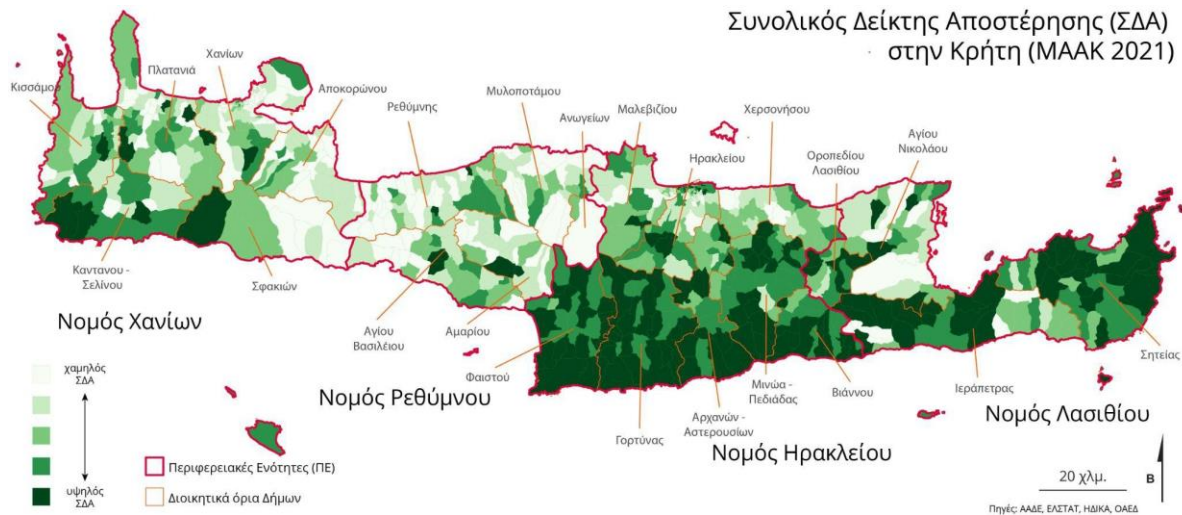 Συνολικός Δείκτης Αποστέρησης (ΣΔΑ)
στην Κρήτη (ΜΑΑΚ 2021)
Κισσάμου
Πλατανιά
Χανίων
Αποκορώνου
Ρεθύμνης
Μυλοποτάμου
Ανωγείων
Μαλεβιζίου
Ηρακλείου
Χερσονήσου
Οροπεδίου
Λασιθίου
Αγίου
Νικολάου
Καντανου -
Σελίνου
Σφακιών
Αγίου
Βασιλείου
Αμαρίου
Φαιστού
Γορτύνας
Αρχανών -
Αστερουσίων
Μινώα -
Πεδιάδας
Βιάννου
Ιεράπετρας
Σητείας
Νομός Χανίων
Νομός Ρεθύμνου
Νομός Ηρακλείου
Νομός Λασιθίου
χαμηλός
ΣΔΑ
υψηλός
ΣΔΑ
Περιφερειακές Ενότητες (ΠΕ)
Διοικητικά όρια Δήμων
20 χλμ.
Β
Πηγές: ΑΑΔΕ, ΕΛΣΤΑΤ, ΗΔΙΚΑ, ΟΑΕΔ